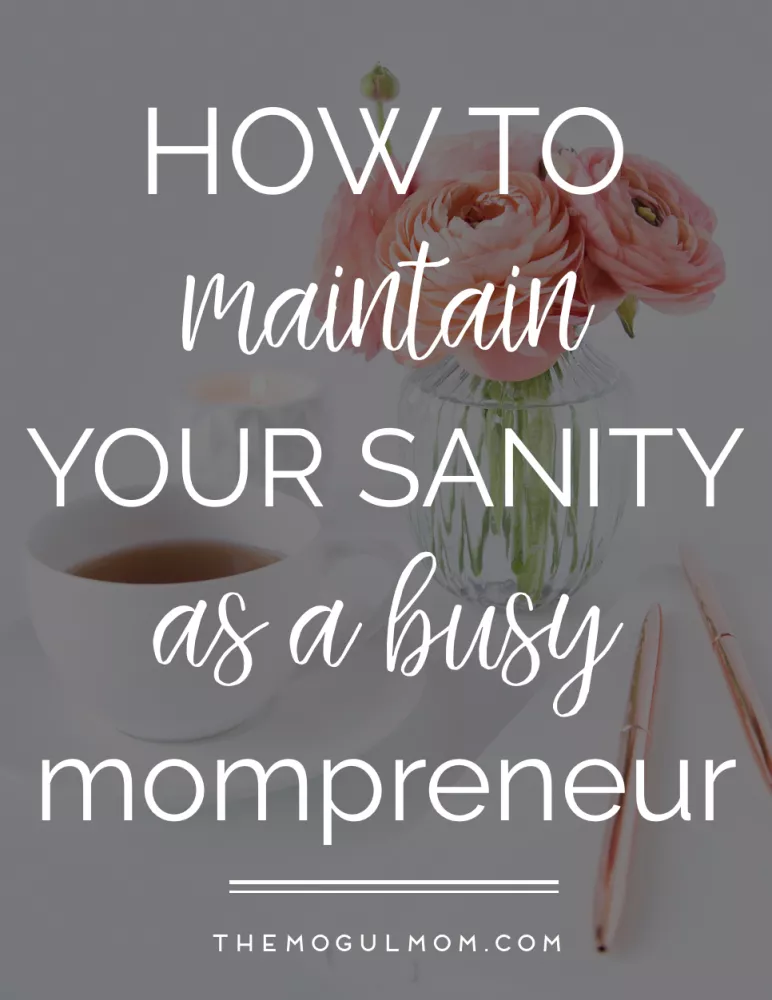 HOW TO
maintain
YOUR SANITY
as a busy
mompreneur
THEMOGULMOM.COM